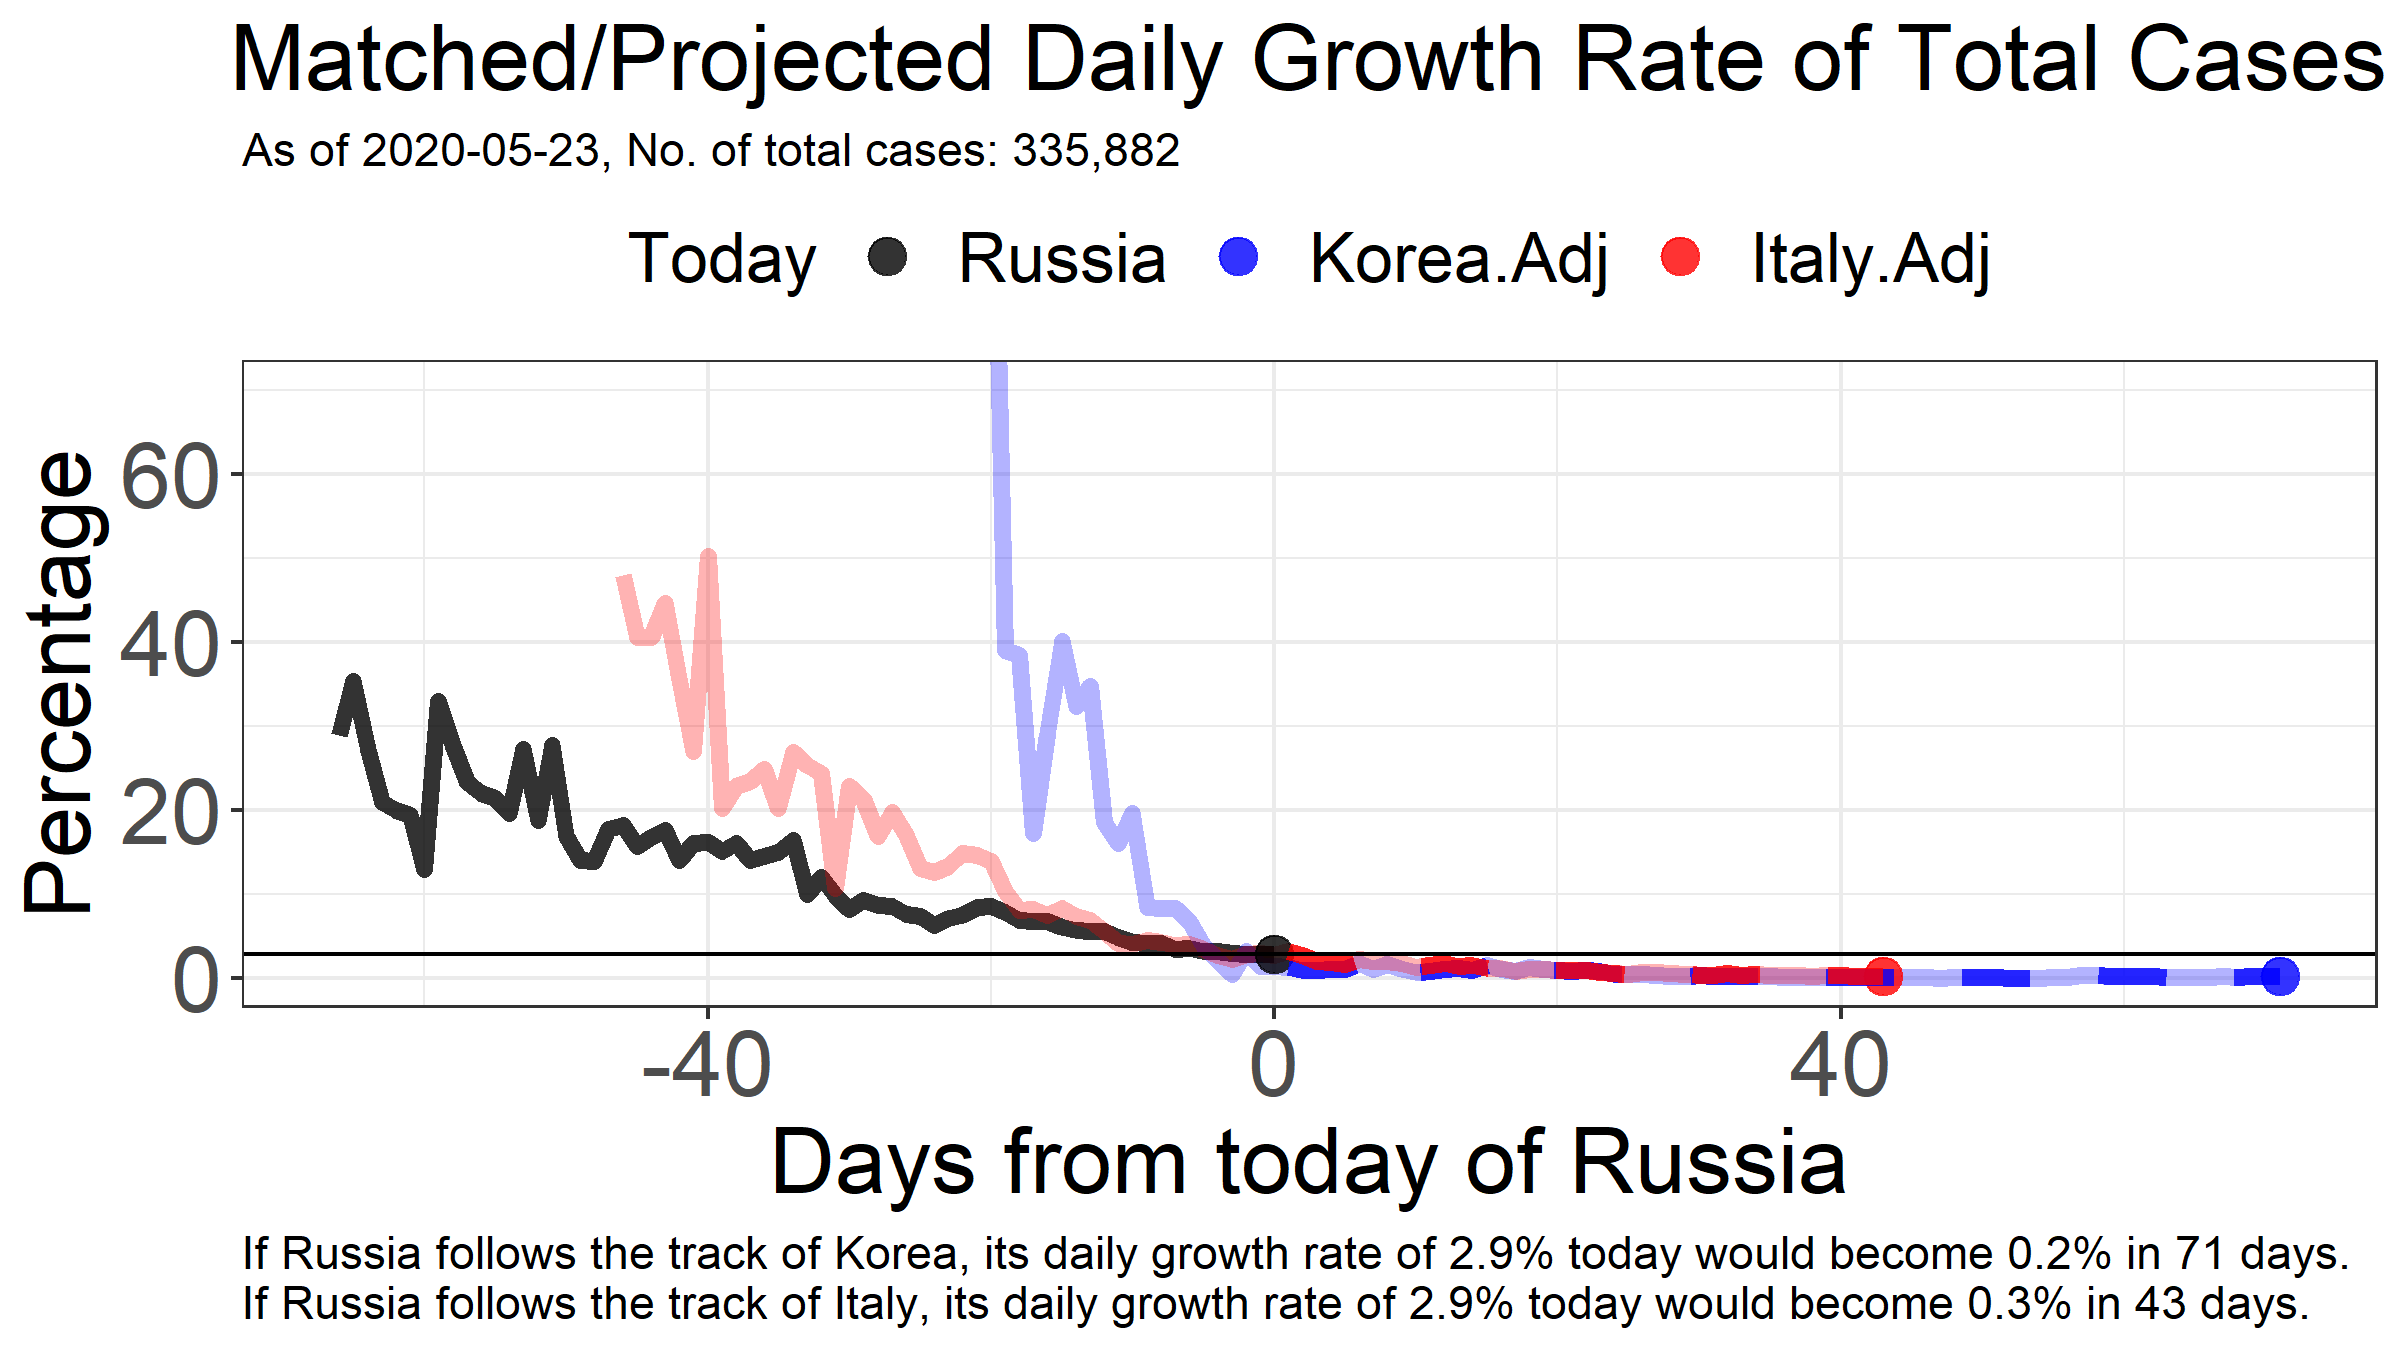 Matched/Projected Daily Growth Rate of Total Cases
As of 2020-05-23, No. of total cases: 335,882
Today Russia Korea.Adj Italy.Adj
Percentage
60
40
20
0
-40 0 40
Days from today of Russia
If Russia follows the track of Korea, its daily growth rate of 2.9% today would become 0.2% in 71 days.
If Russia follows the track of Italy, its daily growth rate of 2.9% today would become 0.3% in 43 days.